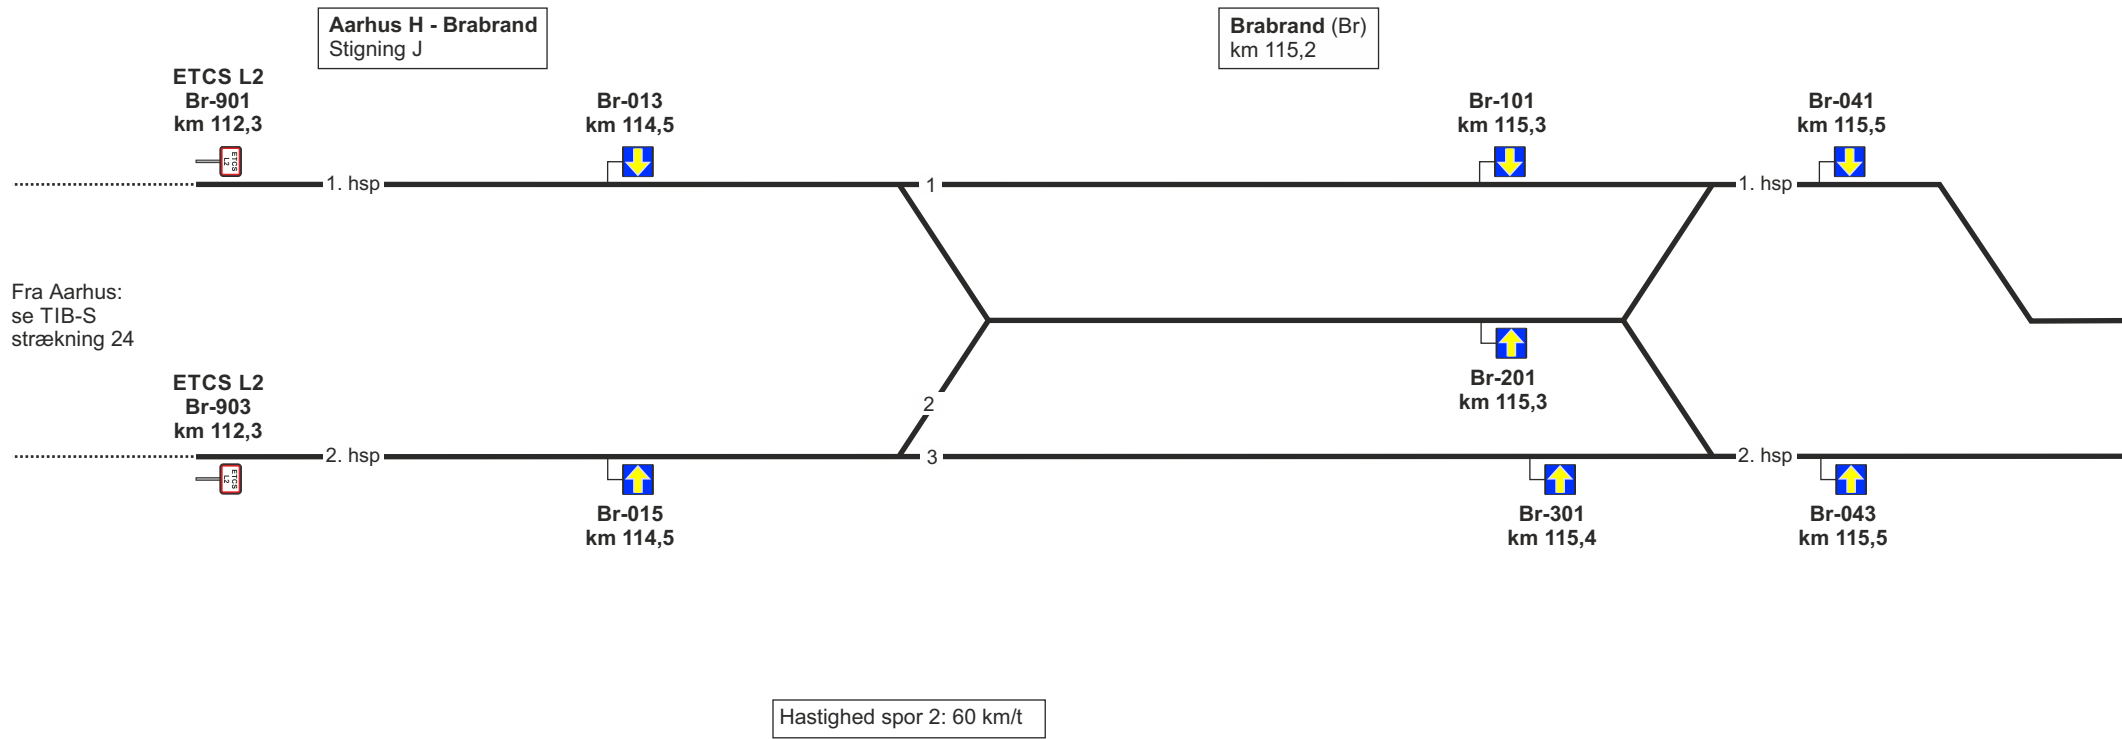 Aarhus H - Brabrand
Stigning J
Brabrand (Br)
km 115,2
ETCS L2
Br-901
km 112,3
Br-013
km 114,5
Br-101
km 115,3
Br-041
km 115,5
ETCS
L2
1. hsp
1
1. hsp
Fra Aarhus:
se TIB-S
strækning 24
ETCS L2
Br-903
km 112,3
Br-201
km 115,3
2
2. hsp
3
2. hsp
ETCS
L2
Br-015
km 114,5
Br-301
km 115,4
Br-043
km 115,5
Hastighed spor 2: 60 km/t